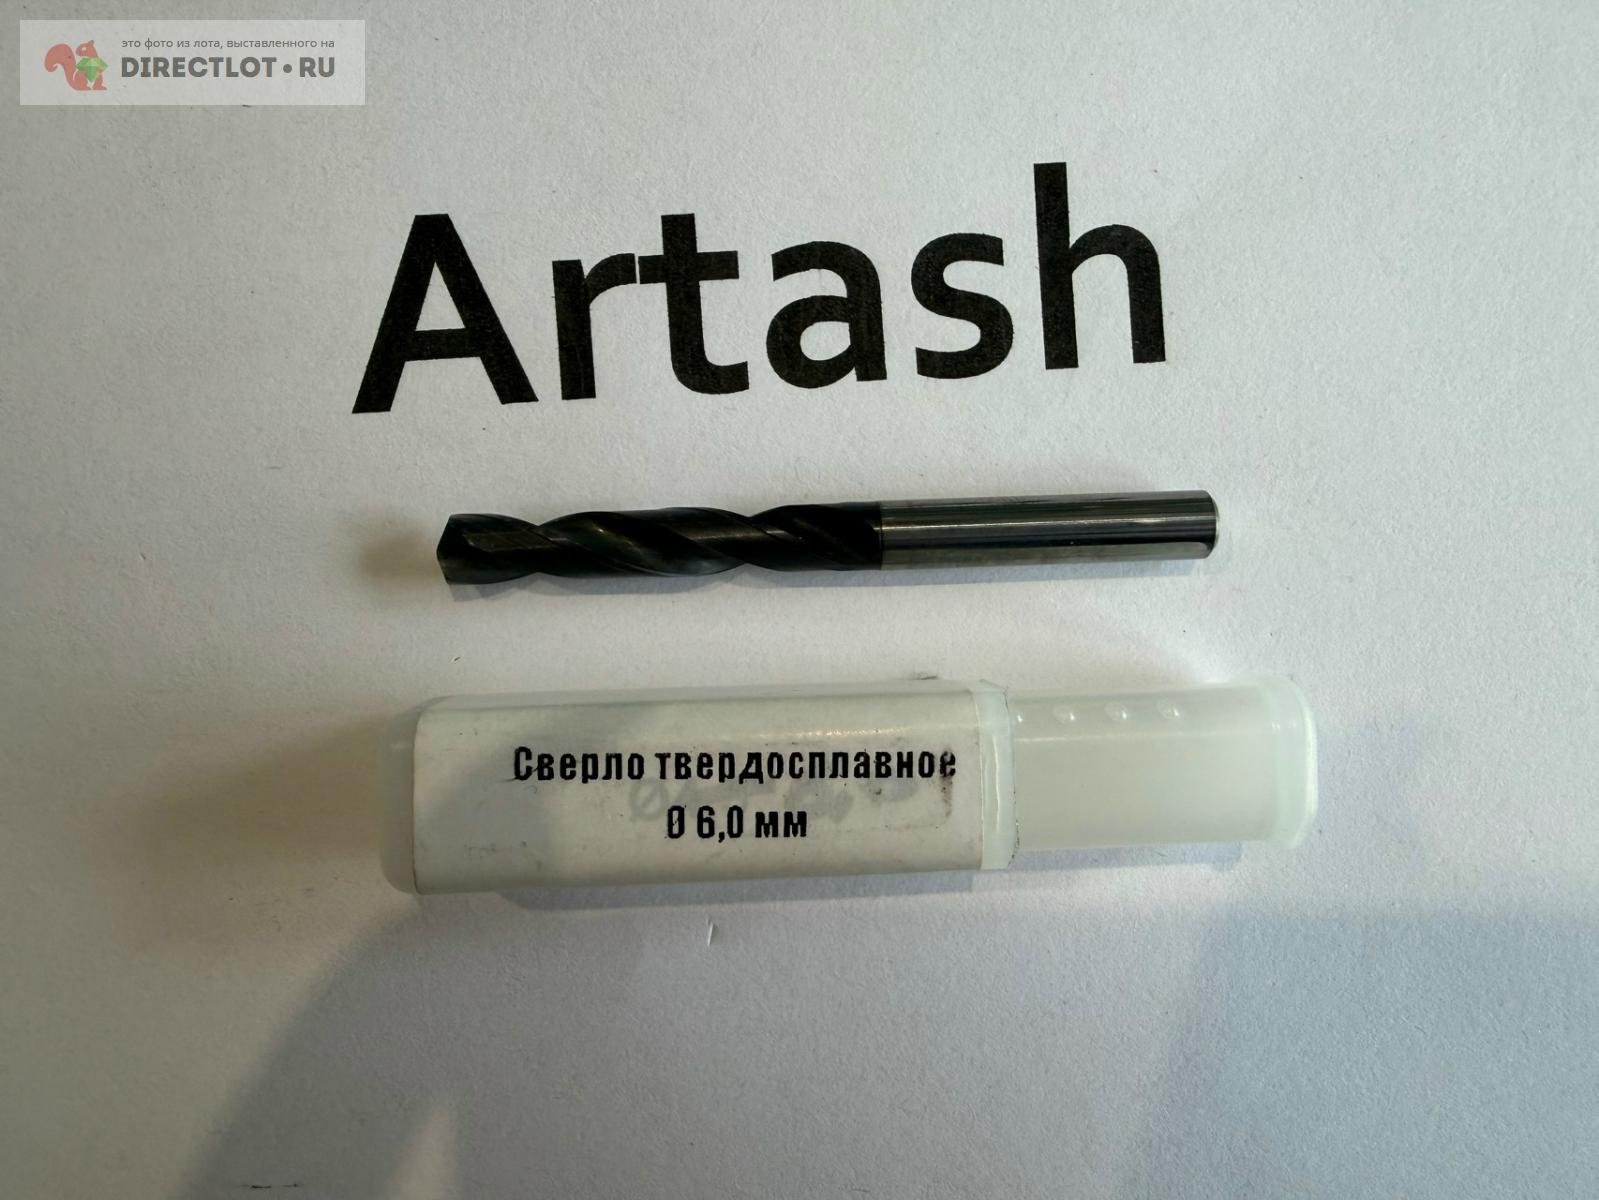 это фото из лота, выставленного на
DIRECTLOT•RU
Artash
Сверло твердосплавное
Ø 6,0 мм